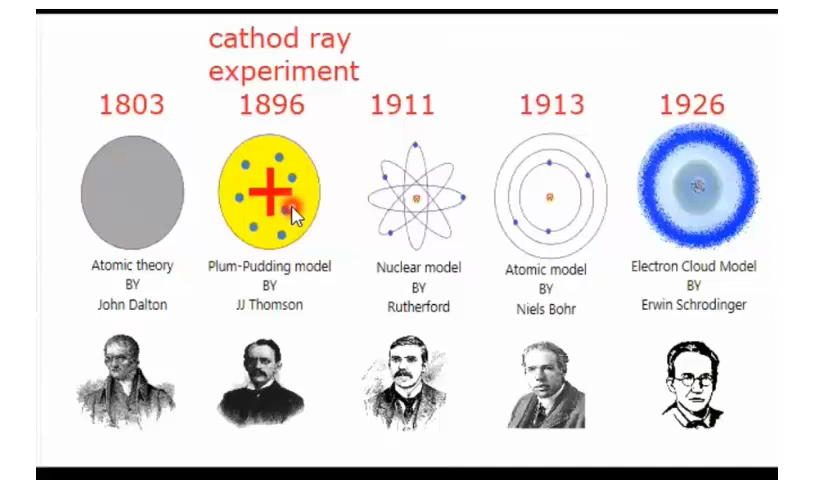 cathod ray
experiment
1803
1896
1911
1913
1926
Atomic theory
BY
John Dalton
Plum-Pudding model
BY
JJ Thomson
Nuclear model
BY
Rutherford
Atomic model
BY
Niels Bohr
Electron Cloud Model
BY
Erwin Schrodinger